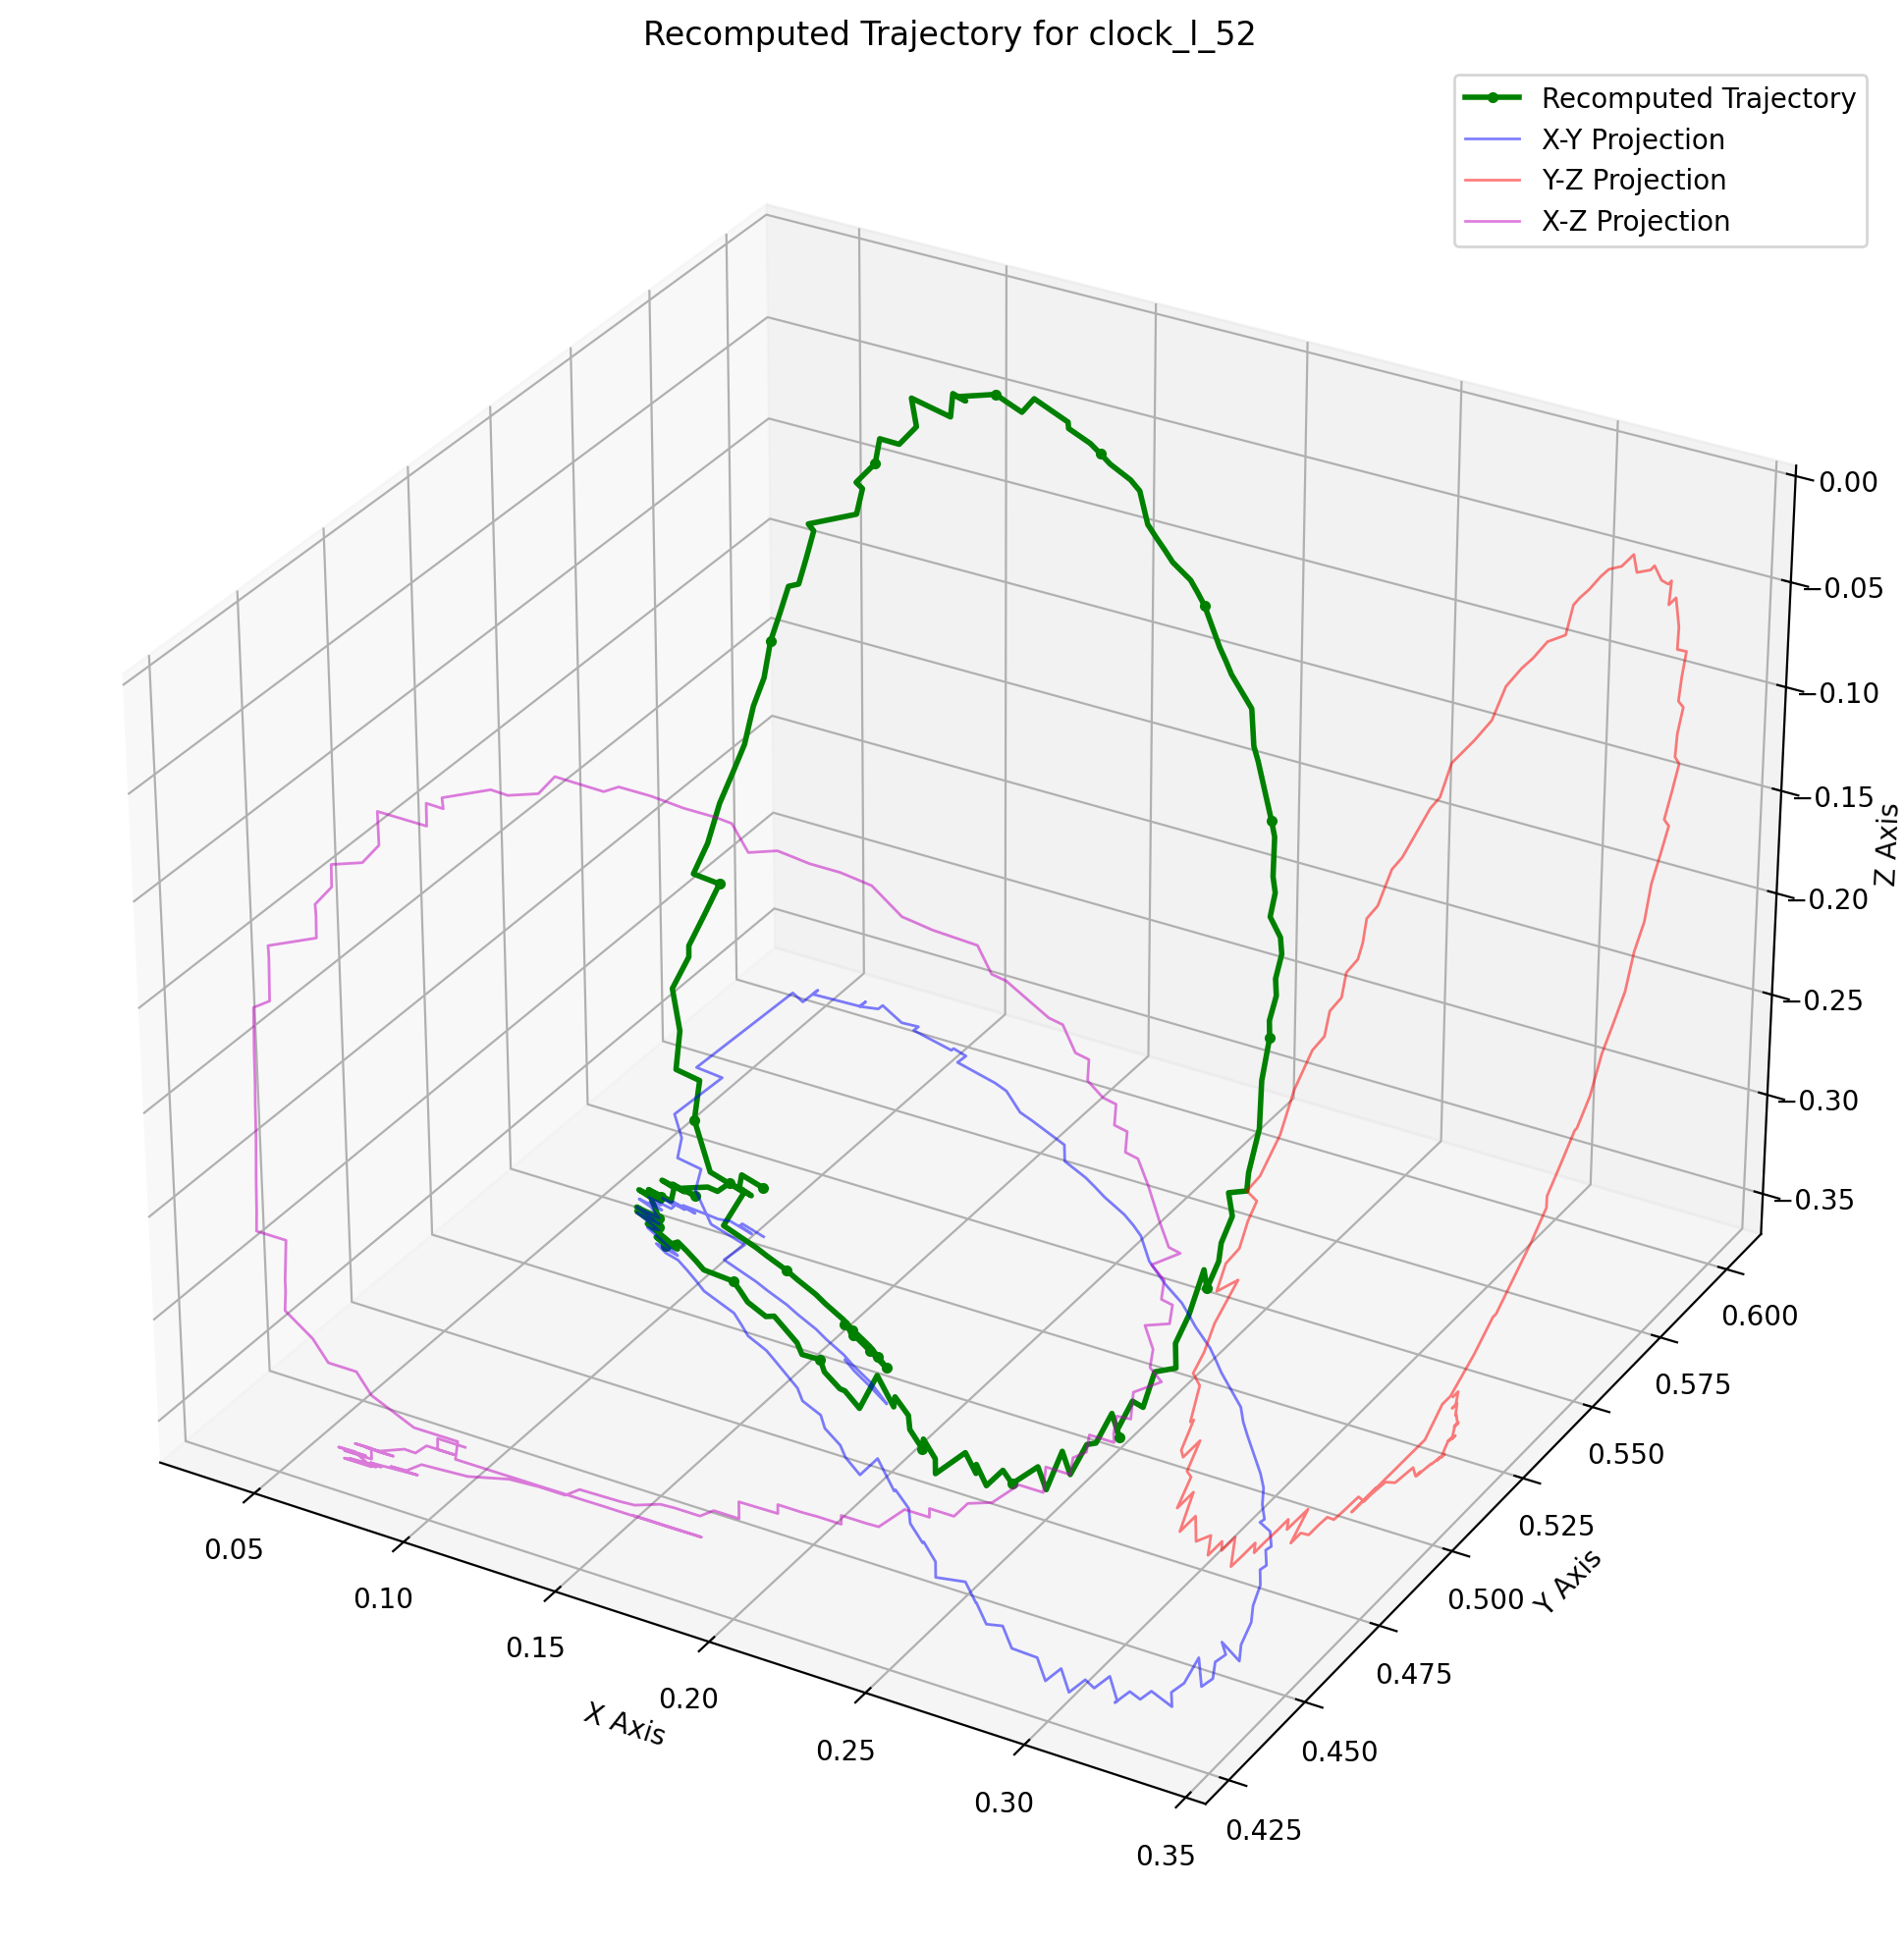 Recomputed Trajectory for clock_l_52
Recomputed Trajectory
X-Y Projection
Y-Z Projection
X-Z Projection
0.00
−0.05
−0.10
−0.15
Z Axis
−0.20
−0.25
−0.30
−0.35
0.600
0.575
0.550
0.525
0.500
Y Axis
0.475
0.450
0.425
0.05
0.10
0.15
0.20
X Axis
0.25
0.30
0.35